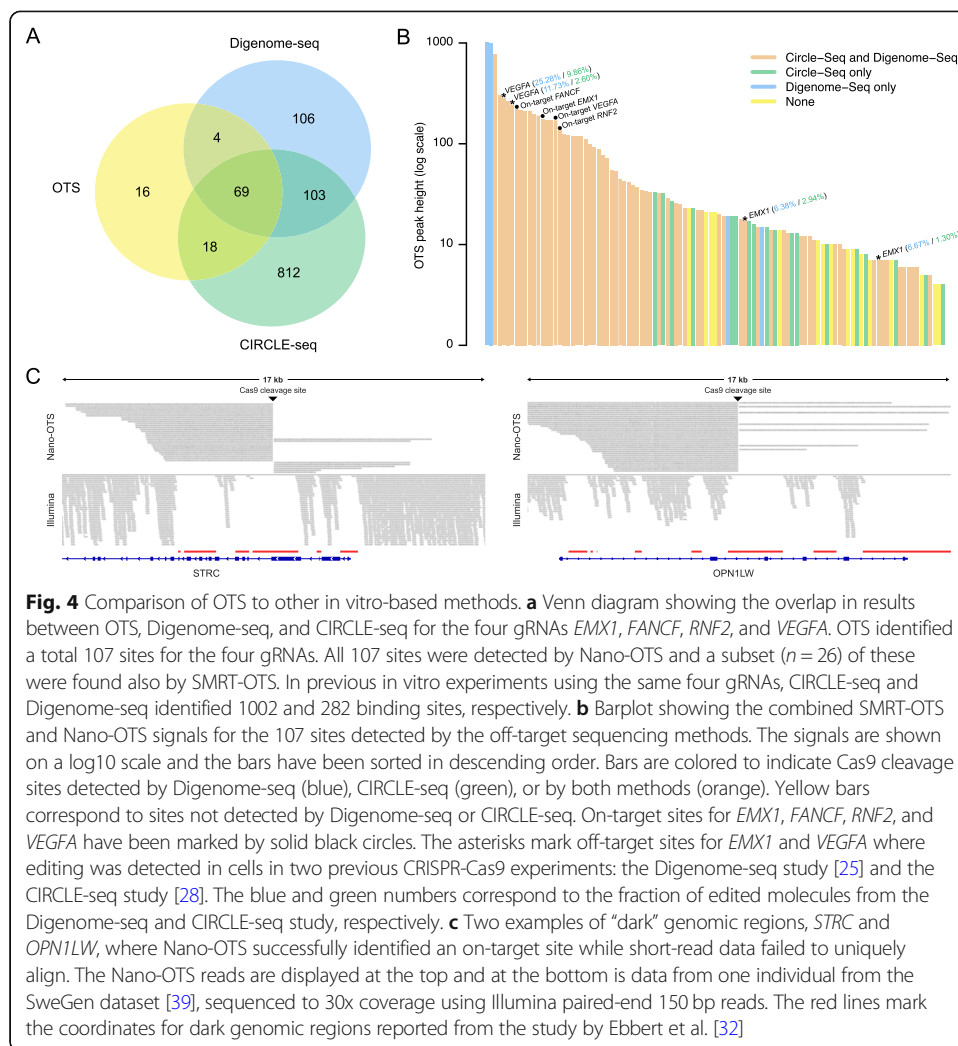 A
Digenome-seq
106
4
OTS
16
69
103
18
812
CIRCLE-seq
B
OTS peak height (log scale)
1000
100
10
0
VEGFA (25.28% / 9.86%)
* VEGFA (11.73% / 2.60%)
* On-target FANCF
On-target EMX1
On-target VEGFA
On-target RNF2
* EMX1 (6.38% / 2.94%)
* EMX1 (6.67% / 1.30%)
Circle-Seq and Digenome-Seq
Circle-Seq only
Digenome-Seq only
None
C
17 kb
Cas9 cleavage site
Nano-OTS
Illumina
STRC
17 kb
Cas9 cleavage site
Nano-OTS
Illumina
OPN1LW
Fig. 4 Comparison of OTS to other in vitro-based methods. a Venn diagram showing the overlap in results
between OTS, Digenome-seq, and CIRCLE-seq for the four gRNAs EMX1, FANCF, RNF2, and VEGFA. OTS identified
a total 107 sites for the four gRNAs. All 107 sites were detected by Nano-OTS and a subset (n = 26) of these
were found also by SMRT-OTS. In previous in vitro experiments using the same four gRNAs, CIRCLE-seq and
Digenome-seq identified 1002 and 282 binding sites, respectively. b Barplot showing the combined SMRT-OTS
and Nano-OTS signals for the 107 sites detected by the off-target sequencing methods. The signals are shown
on a log10 scale and the bars have been sorted in descending order. Bars are colored to indicate Cas9 cleavage
sites detected by Digenome-seq (blue), CIRCLE-seq (green), or by both methods (orange). Yellow bars
correspond to sites not detected by Digenome-seq or CIRCLE-seq. On-target sites for EMX1, FANCF, RNF2, and
VEGFA have been marked by solid black circles. The asterisks mark off-target sites for EMX1 and VEGFA where
editing was detected in cells in two previous CRISPR-Cas9 experiments: the Digenome-seq study [25] and the
CIRCLE-seq study [28]. The blue and green numbers correspond to the fraction of edited molecules from the
Digenome-seq and CIRCLE-seq study, respectively. c Two examples of “dark” genomic regions, STRC and
OPN1LW, where Nano-OTS successfully identified an on-target site while short-read data failed to uniquely
align. The Nano-OTS reads are displayed at the top and at the bottom is data from one individual from the
SweGen dataset [39], sequenced to 30x coverage using Illumina paired-end 150 bp reads. The red lines mark
the coordinates for dark genomic regions reported from the study by Ebbert et al. [32]